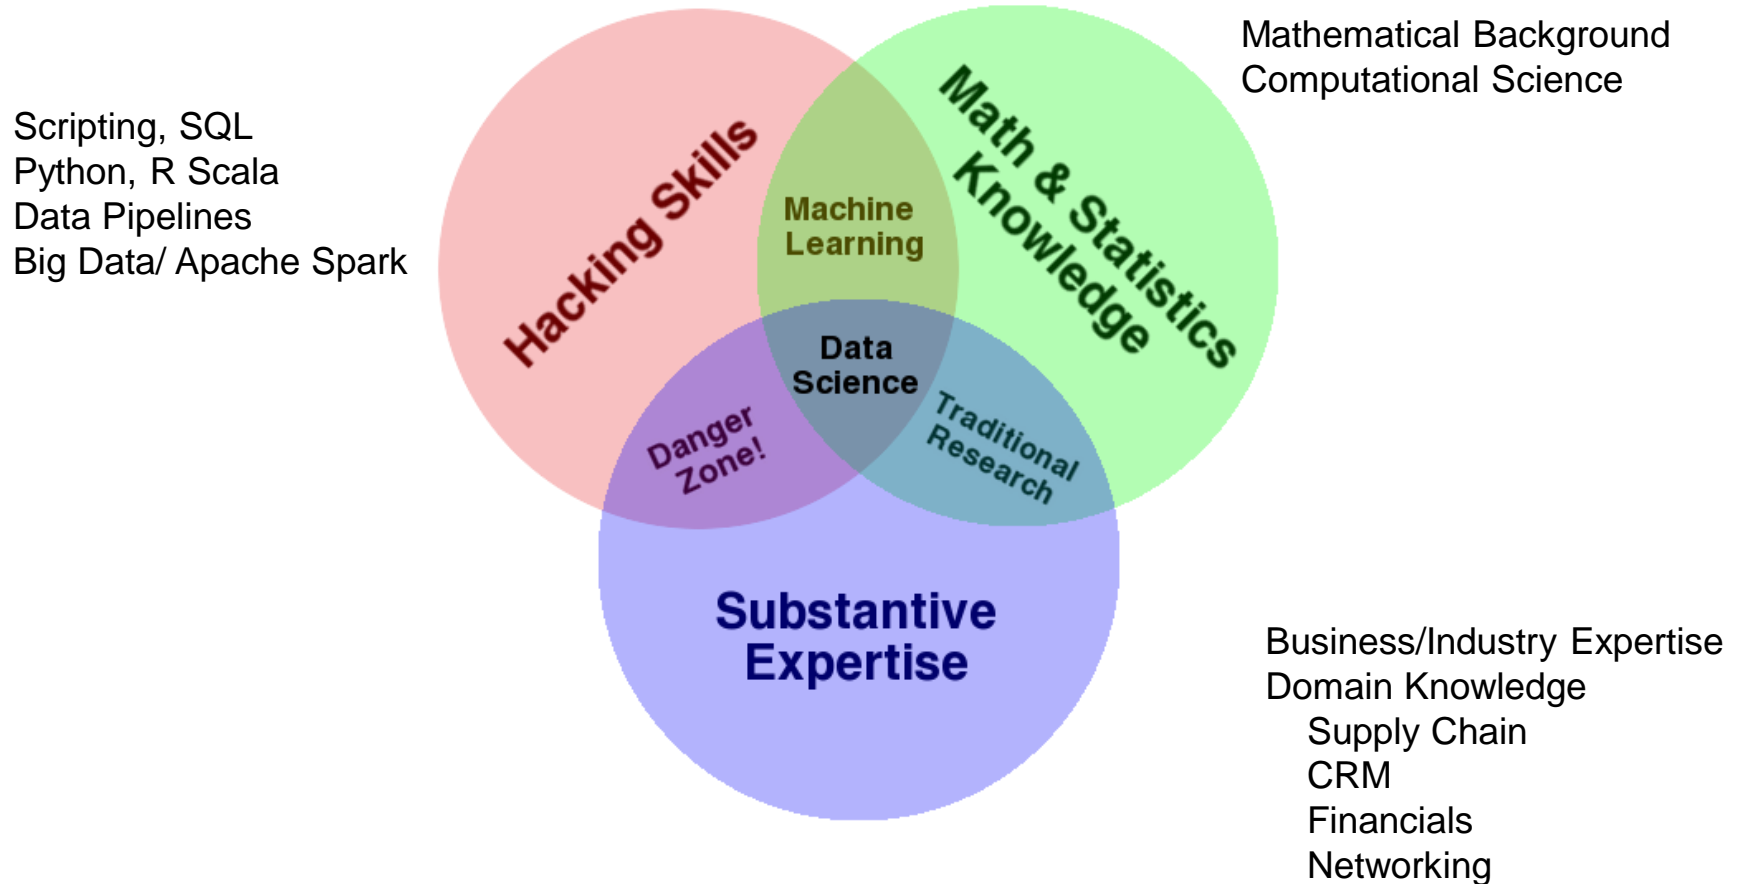 Mathematical Background
Computational Science
Scripting, SQL
Python, R Scala
Data Pipelines
Big Data/ Apache Spark
Hacking Skills
Math & Statistics
Knowledge
Machine
Learning
Data
Science
Danger
Zone!
Traditional
Research
Substantive
Expertise
Business/Industry Expertise
Domain Knowledge
Supply Chain
CRM
Financials
Networking